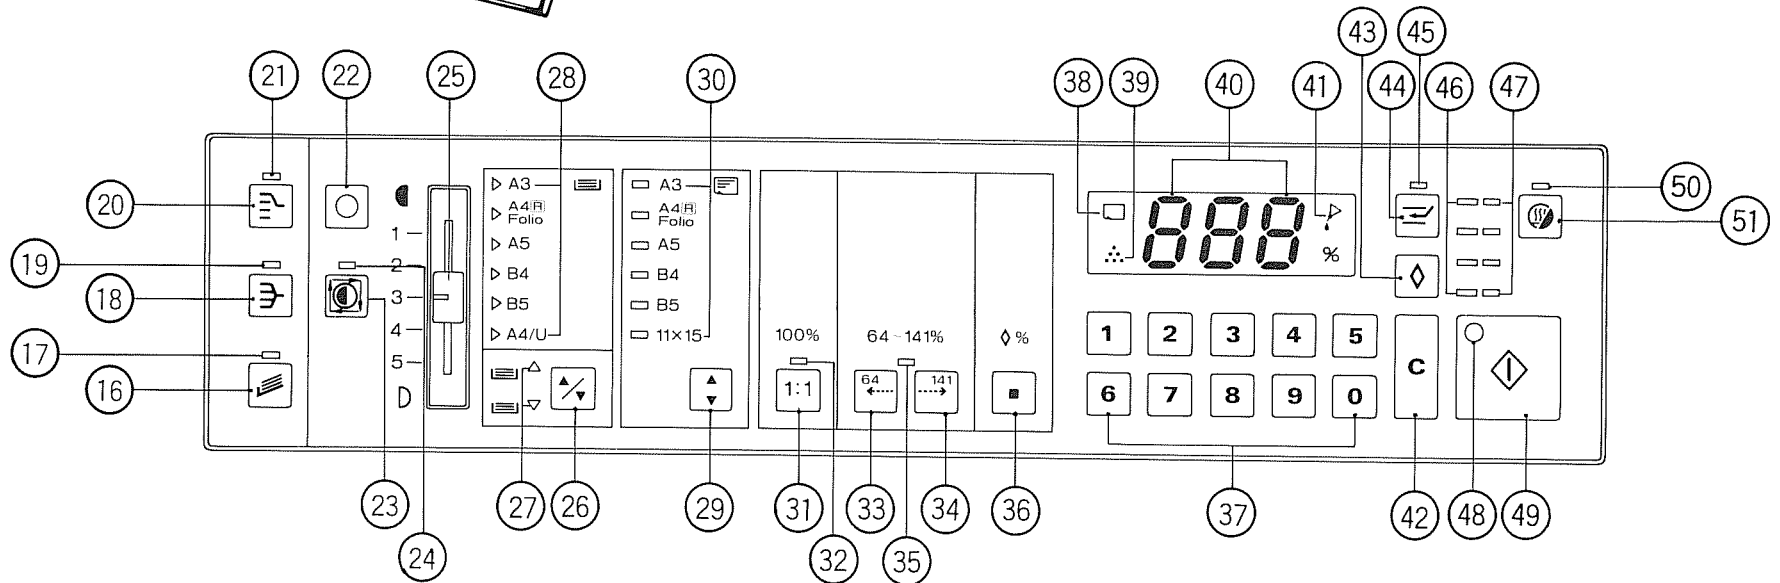 43 45
21 22 25 28 30 38 39 40 41 44 46 47
20 19 18 17 16
1
2
3
4
5
A3
A4R
Folio
A5
B4
B5
A4/U
A3
A4R
Folio
A5
B4
B5
11×15
100%
1:1
64~141%
64 141
◊%
888
%
1 2 3 4 5
6 7 8 9 0
C
50
51
23 24 27 26 29 31 32 33 35 34 36 37 42 48 49